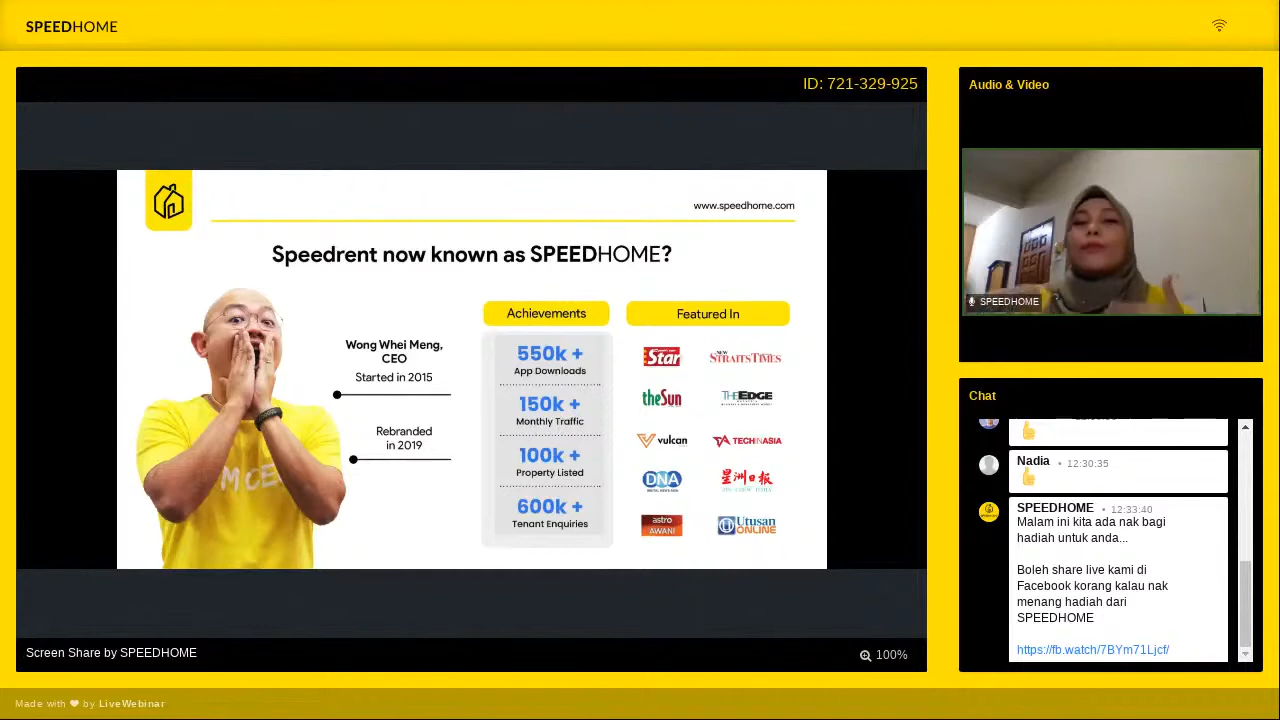 SPEEDHOME
ID: 721-329-925
www.speedhome.com
Speedrent now known as SPEEDHOME?
Wong Whei Meng,
CEO
Started in 2015
Rebranded
in 2019
MCE
Achievements
550k +
App Downloads
150k +
Monthly Traffic
100k +
Property Listed
600k +
Tenant Enquiries
Featured In
Star
NEW STRAITS TIMES
theSun
THE EDGE
vulcan
TECHINASIA
DNA
星洲日报
astro
AWANI
Utusan
ONLINE
Screen Share by SPEEDHOME
100%
Audio & Video
SPEEDHOME
Chat
Nadia • 12:30:35
SPEEDHOME • 12:33:40
Malam ini kita ada nak bagi
hadiah untuk anda...
Boleh share live kami di
Facebook korang kalau nak
menang hadiah dari
SPEEDHOME
https://fb.watch/7BYm71Ljcf/
Made with ❤ by LiveWebinar